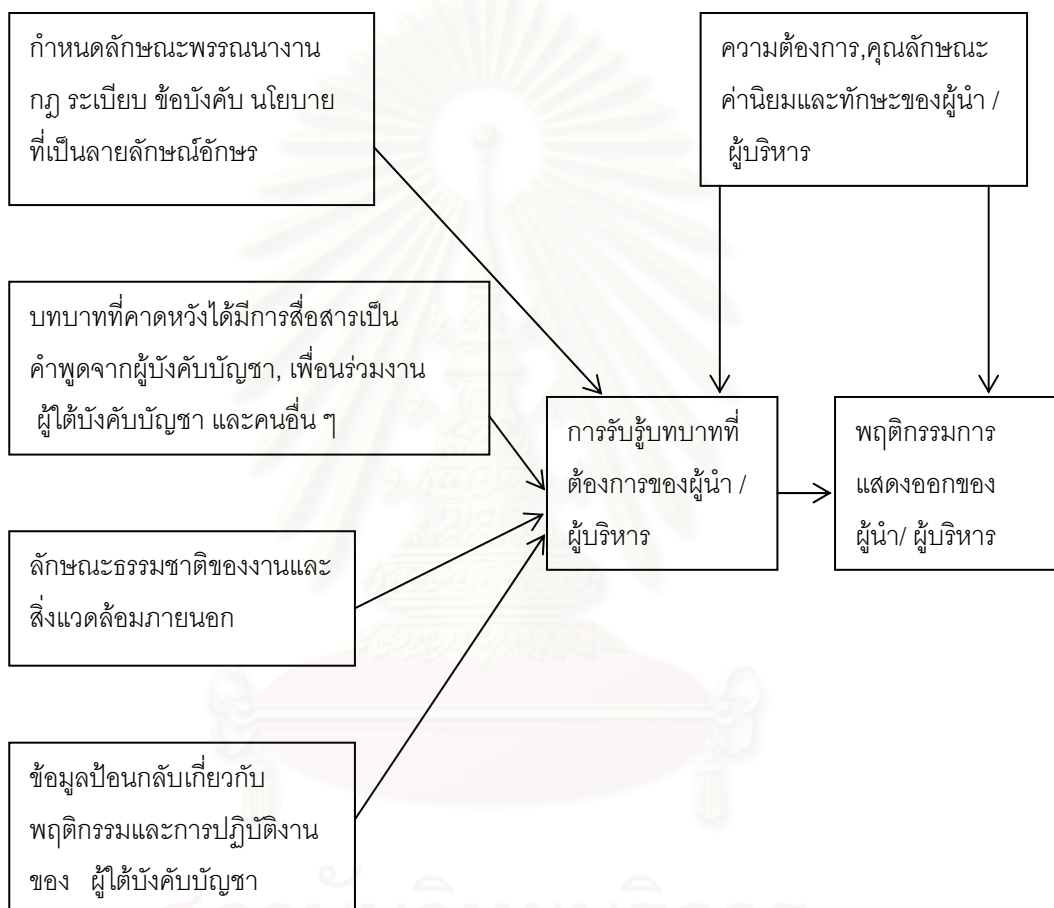 กำหนดลักษณะพรรณนางาน
กฎ ระเบียบ ข้อบังคับ นโยบาย
ที่เป็นลายลักษณ์อักษร
ความต้องการ,คุณลักษณะ
ค่านิยมและทักษะของผู้นำ /
ผู้บริหาร
บทบาทที่คาดหวังได้มีการสื่อสารเป็น
คำพูดจากผู้บังคับบัญชา, เพื่อนร่วมงาน
ผู้ใต้บังคับบัญชา และคนอื่น ๆ
การรับรู้บทบาทที่
ต้องการของผู้นำ /
ผู้บริหาร
พฤติกรรมการ
แสดงออกของ
ผู้นำ/ ผู้บริหาร
ลักษณะธรรมชาติของงานและ
สิ่งแวดล้อมภายนอก
ข้อมูลป้อนกลับเกี่ยวกับ
พฤติกรรมและการปฏิบัติงาน
ของ ผู้ใต้บังคับบัญชา